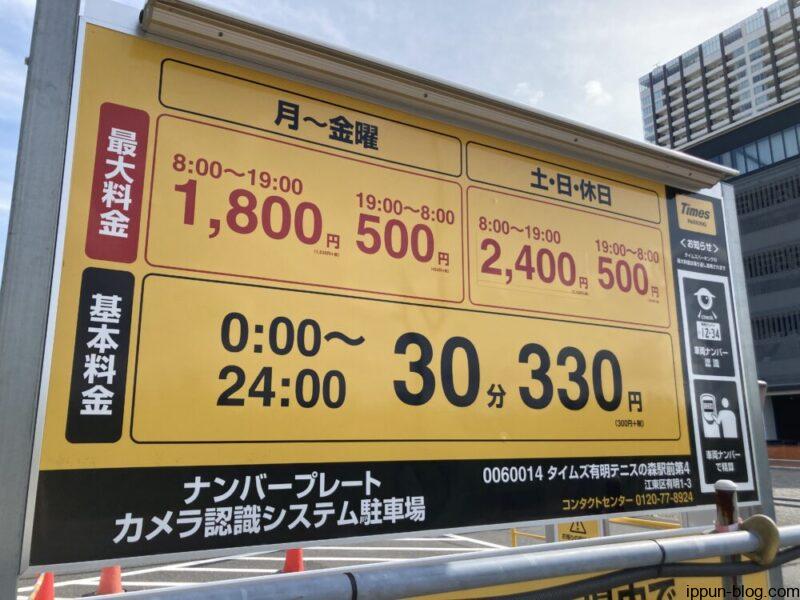 月〜金曜
土・日・休日
最大料金
8:00〜19:00
1,800円
19:00〜8:00
500円
8:00〜19:00
2,400円
19:00〜8:00
500円
基本料金
0:00〜
24:00
30分 330円
(300円+税)
Times
PARKING
<お知らせ>
12-34
車両ナンバー
認識
車両ナンバー
で精算
ナンバープレート
カメラ認識システム駐車場
0060014 タイムズ有明テニスの森駅前第4
江東区有明1-3
コンタクトセンター 0120-77-8924
ippun-blog.com